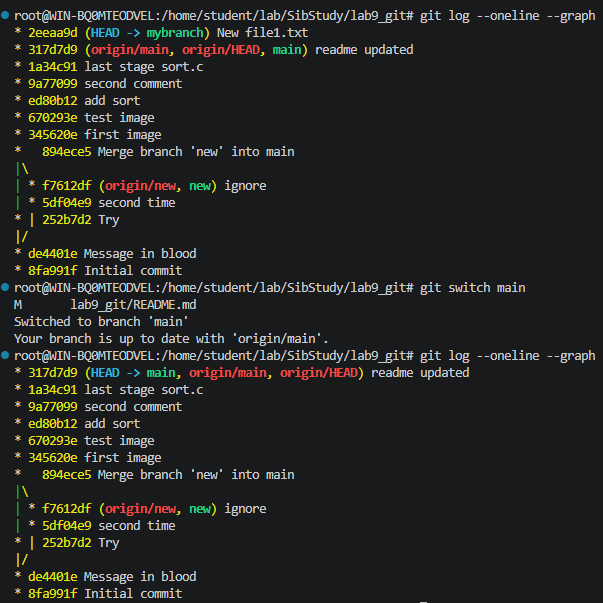 root@WIN-BQ0MTEODVEL:/home/student/lab/SibStudy/lab9_git# git log --oneline --graph
* 2eeaa9d (HEAD -> mybranch) New file1.txt
* 317d7d9 (origin/main, origin/HEAD, main) readme updated
* 1a34c91 last stage sort.c
* 9a77099 second comment
* ed80b12 add sort
* 670293e test image
* 345620e first image
*   894ece5 Merge branch 'new' into main
|\
| * f7612df (origin/new, new) ignore
| * 5df04e9 second time
* | 252b7d2 Try
|/
* de4401e Message in blood
* 8fa991f Initial commit
root@WIN-BQ0MTEODVEL:/home/student/lab/SibStudy/lab9_git# git switch main
M       lab9_git/README.md
Switched to branch 'main'
Your branch is up to date with 'origin/main'.
root@WIN-BQ0MTEODVEL:/home/student/lab/SibStudy/lab9_git# git log --oneline --graph
* 317d7d9 (HEAD -> main, origin/main, origin/HEAD) readme updated
* 1a34c91 last stage sort.c
* 9a77099 second comment
* ed80b12 add sort
* 670293e test image
* 345620e first image
*   894ece5 Merge branch 'new' into main
|\
| * f7612df (origin/new, new) ignore
| * 5df04e9 second time
* | 252b7d2 Try
|/
* de4401e Message in blood
* 8fa991f Initial commit